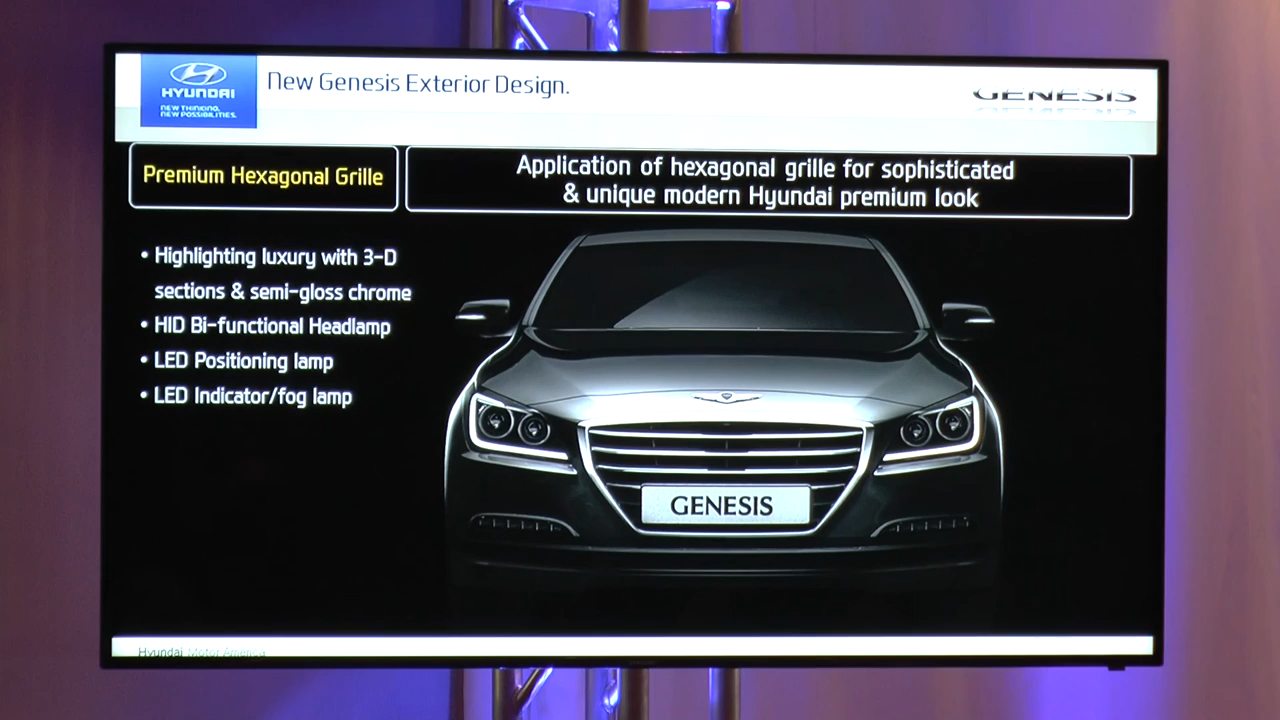 HYUNDAI
NEW THINKING.
NEW POSSIBILITIES.
New Genesis Exterior Design.
GENESIS
Premium Hexagonal Grille
Application of hexagonal grille for sophisticated
& unique modern Hyundai premium look
• Highlighting luxury with 3-D
sections & semi-gloss chrome
• HID Bi-functional Headlamp
• LED Positioning lamp
• LED Indicator/fog lamp
GENESIS
Hyundai Motor America